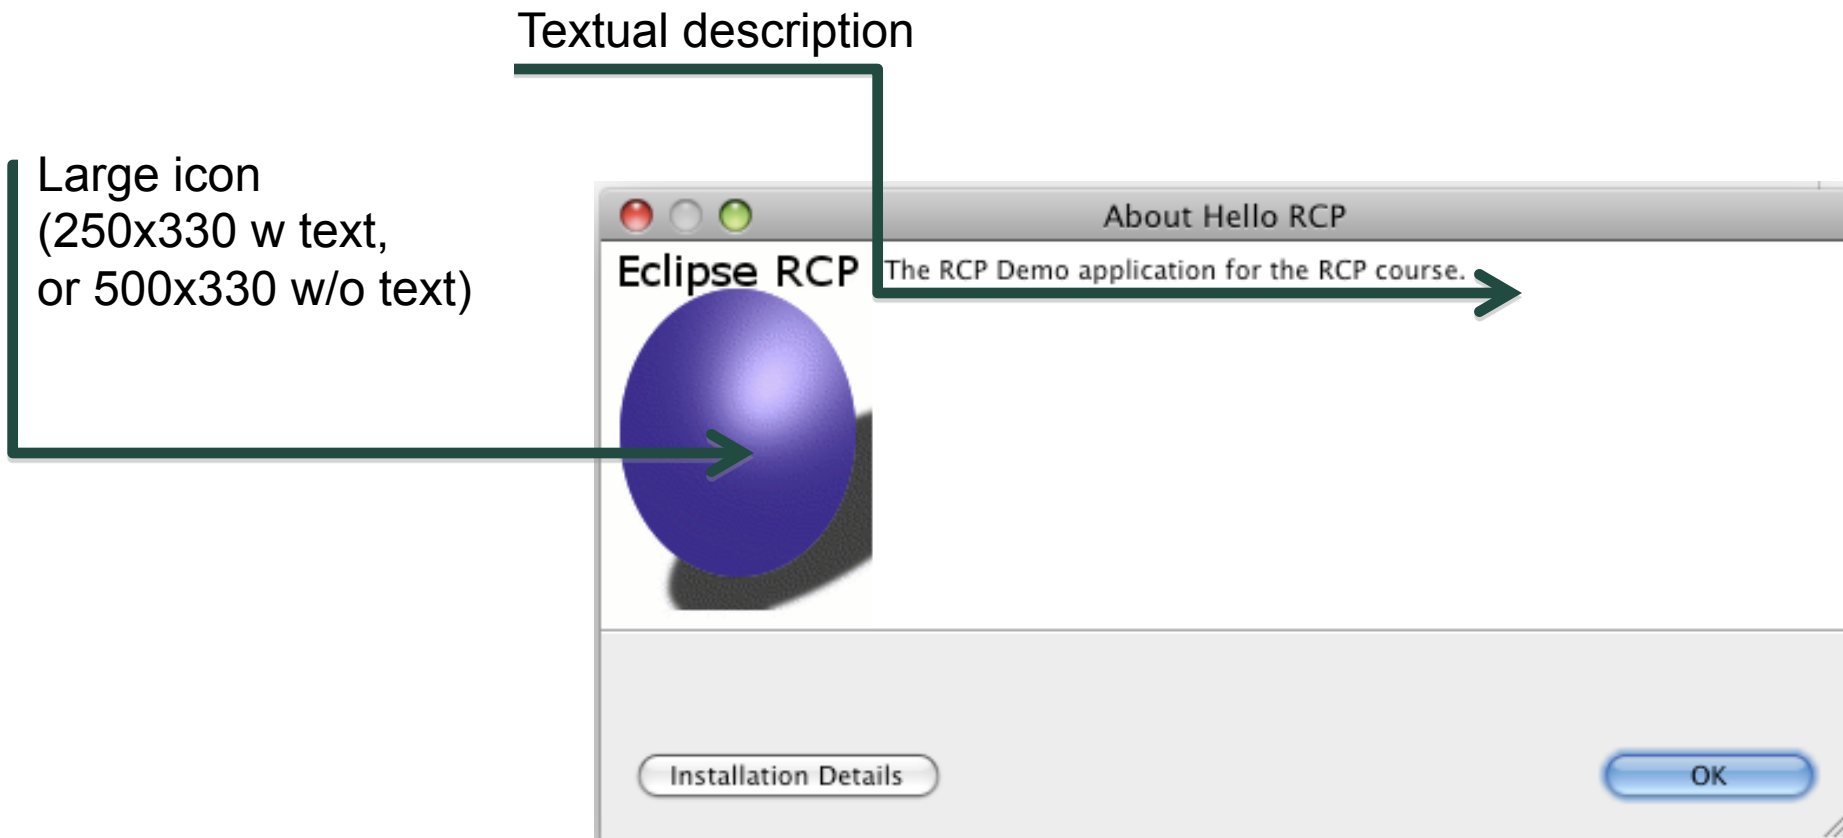 Textual description
Large icon
(250x330 w text,
or 500x330 w/o text)
About Hello RCP
Eclipse RCP
The RCP Demo application for the RCP course.
Installation Details
OK